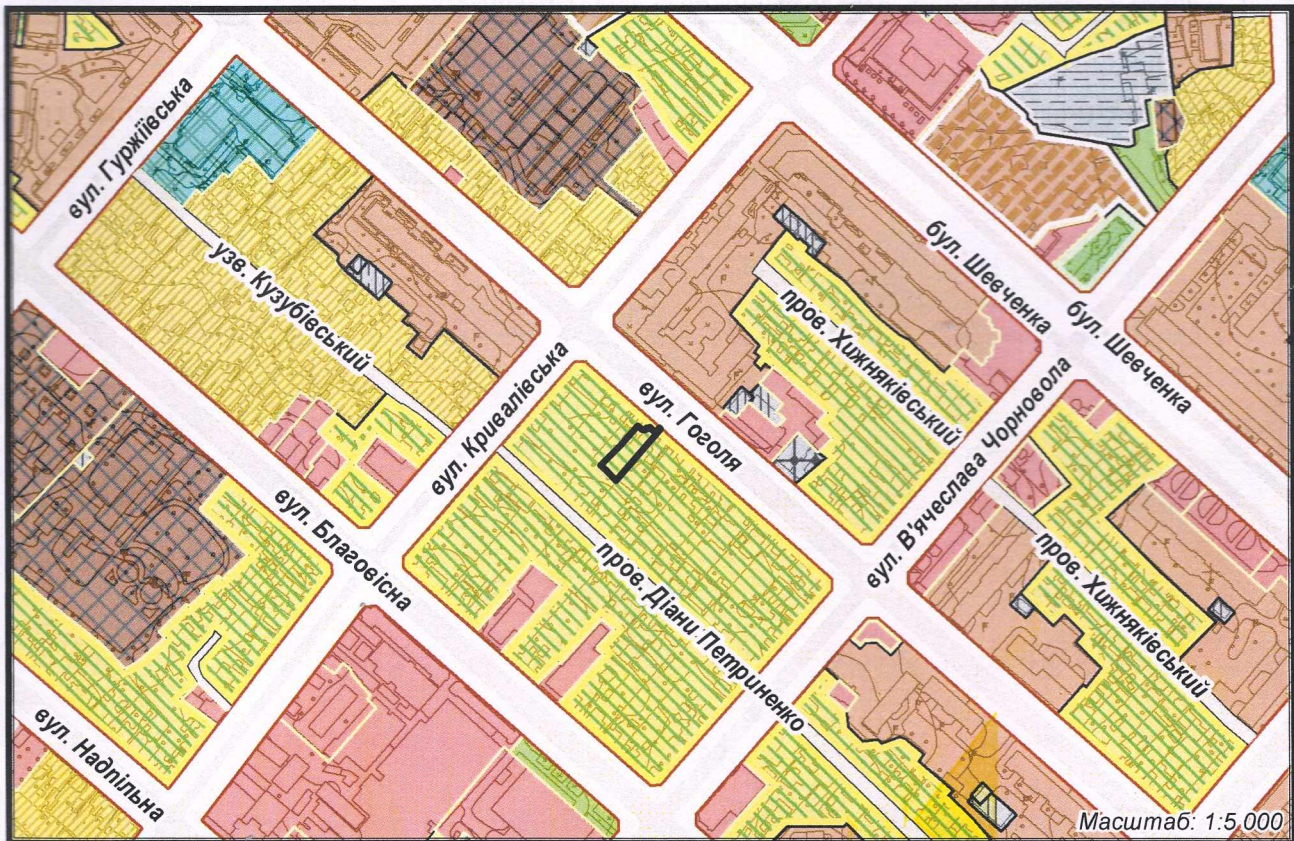 вул. Гуржіївська
узв. Кузубівський
бул. Шевченка
бул. Шевченка
пров. Хижняківський
вул. Кривалівська
вул. Гоголя
вул. В'ячеслава Чорновола
вул. Благовісна
пров. Діани Петриненко
пров. Хижняківський
вул. Надпільна
Масштаб: 1:5 000